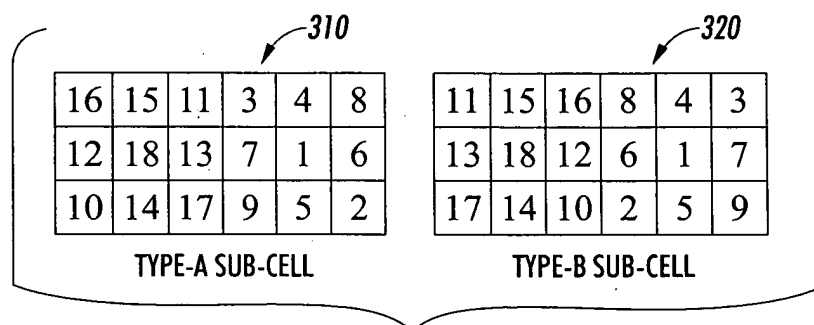 310 320
16 15 11 3 4 8 11 15 16 8 4 3
12 18 13 7 1 6 13 18 12 6 1 7
10 14 17 9 5 2 17 14 10 2 5 9
TYPE-A SUB-CELL TYPE-B SUB-CELL